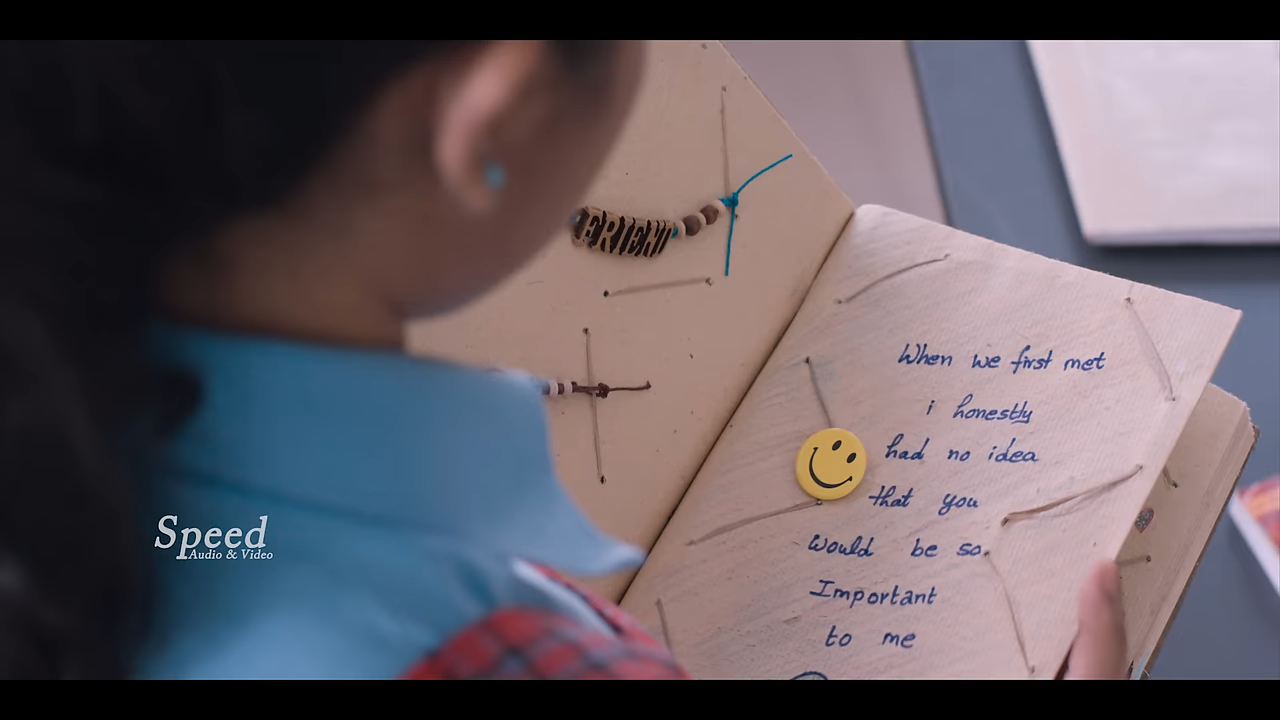 FRIEND
When we first met
i honestly
had no idea
that you
Would be so
Important
to me
Speed
Audio & Video